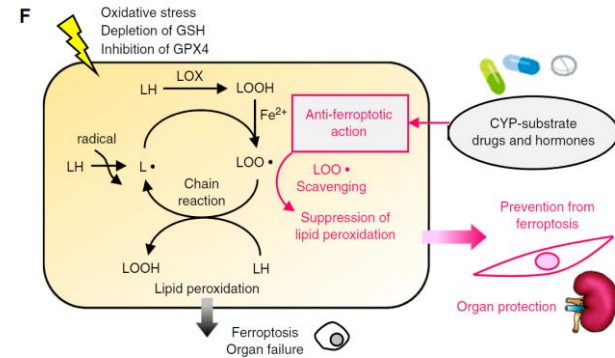 F
Oxidative stress
Depletion of GSH
Inhibition of GPX4
LOX
LH
LOOH
Fe²⁺
radical
LH
L •
LOO •
Chain
reaction
LOOH
LH
Lipid peroxidation
Anti-ferroptotic
action
LOO •
Scavenging
Suppression of
lipid peroxidation
CYP-substrate
drugs and hormones
Prevention from
ferroptosis
Organ protection
Ferroptosis
Organ failure